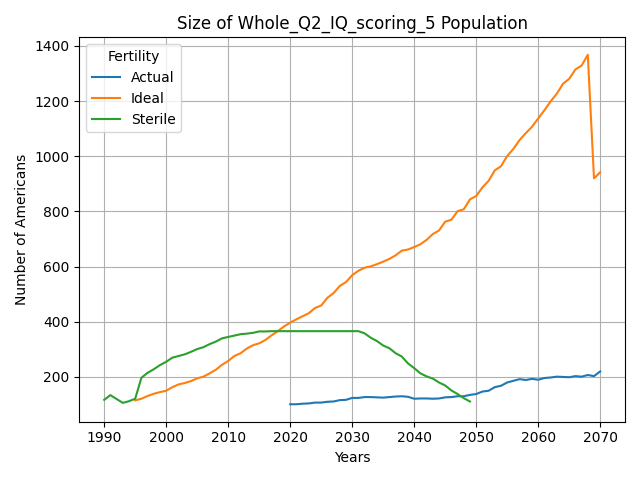 Size of Whole_Q2_IQ_scoring_5 Population
Fertility
Actual
Ideal
Sterile
Number of Americans
1400
1200
1000
800
600
400
200
1990 2000 2010 2020 2030 2040 2050 2060 2070
Years